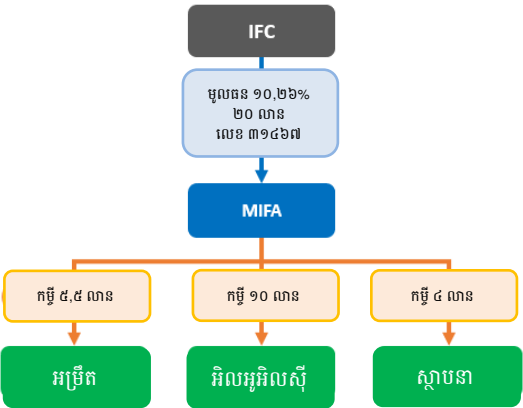 IFC
មូលធន ១០,២៦%
២០ លាន
លេខ ៣១៤៦៧
MIFA
កម្ចី ៥,៥ លាន
កម្ចី ១០ លាន
កម្ចី ៤ លាន
អម្រឹត
អិលអូអិលស៊ី
ស្ថាបនា